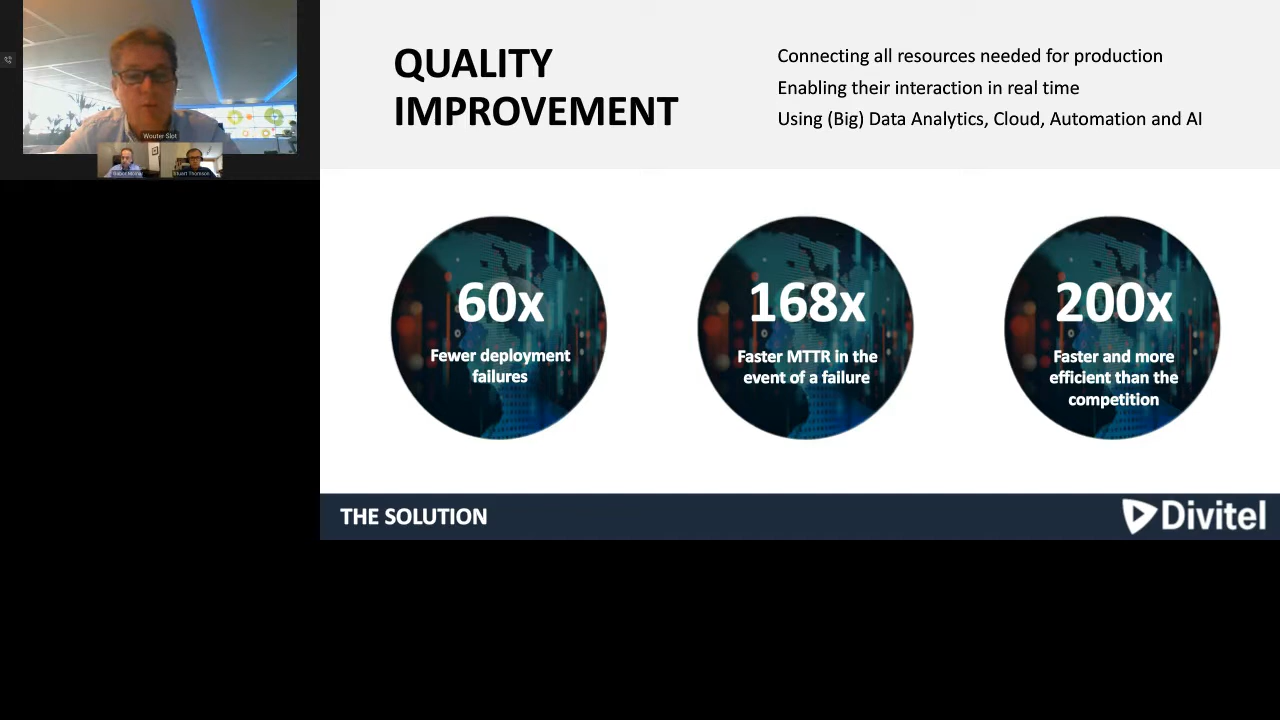 Wouter Slot
Stuart Thomson
QUALITY
IMPROVEMENT
Connecting all resources needed for production
Enabling their interaction in real time
Using (Big) Data Analytics, Cloud, Automation and AI
60x
Fewer deployment
failures
168x
Faster MTTR in the
event of a failure
200x
Faster and more
efficient than the
competition
THE SOLUTION
Divitel